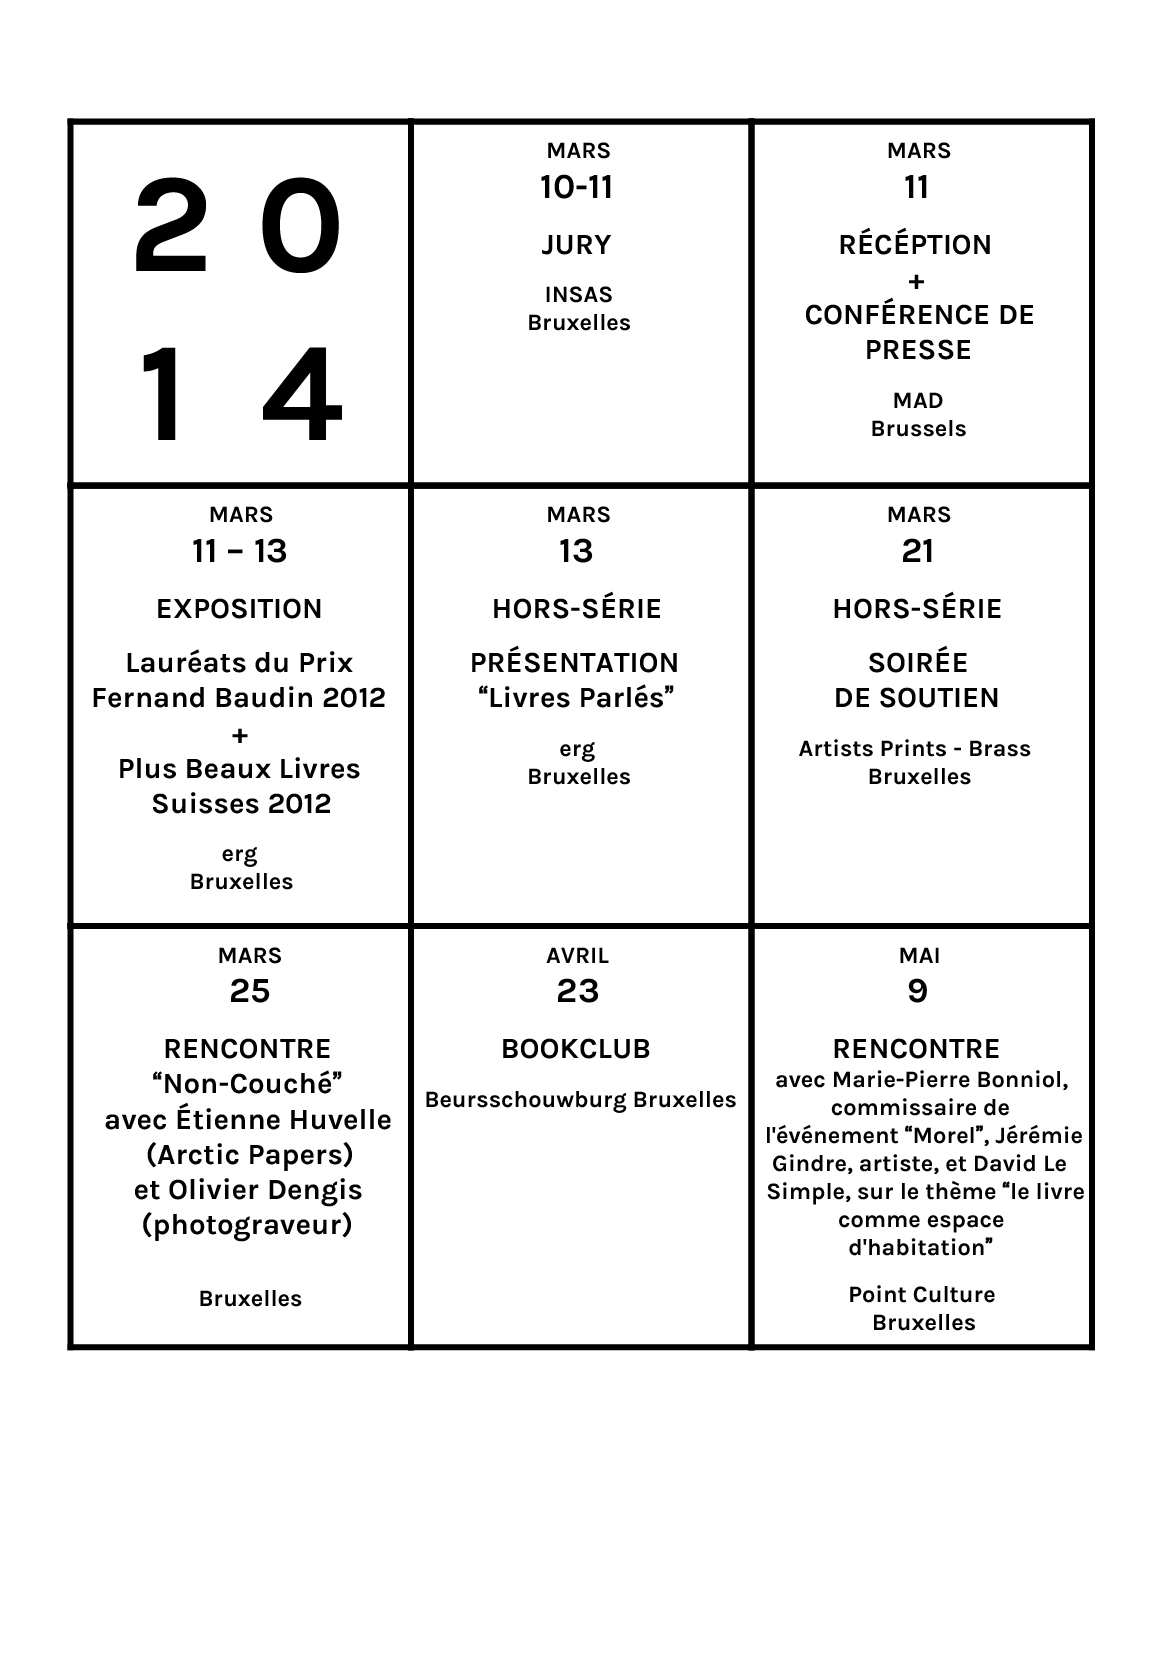 2 0
1 4
MARS
10-11
JURY
INSAS
Bruxelles
MARS
11
RÉCÉPTION
+
CONFÉRENCE DE
PRESSE
MAD
Brussels
MARS
11 – 13
EXPOSITION
Lauréats du Prix
Fernand Baudin 2012
+
Plus Beaux Livres
Suisses 2012
erg
Bruxelles
MARS
13
HORS-SÉRIE
PRÉSENTATION
“Livres Parlés”
erg
Bruxelles
MARS
21
HORS-SÉRIE
SOIRÉE
DE SOUTIEN
Artists Prints - Brass
Bruxelles
MARS
25
RENCONTRE
“Non-Couché”
avec Étienne Huvelle
(Arctic Papers)
et Olivier Dengis
(photograveur)
Bruxelles
AVRIL
23
BOOKCLUB
Beursschouwburg Bruxelles
MAI
9
RENCONTRE
avec Marie-Pierre Bonniol,
commissaire de
l'événement “Morel”, Jérémie
Gindre, artiste, et David Le
Simple, sur le thème “le livre
comme espace
d'habitation”
Point Culture
Bruxelles